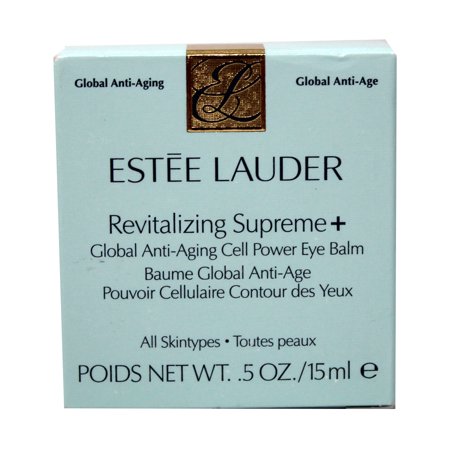 Global Anti-Aging
Global Anti-Age
EL
ESTĒE LAUDER
Revitalizing Supreme+
Global Anti-Aging Cell Power Eye Balm
Baume Global Anti-Age
Pouvoir Cellulaire Contour des Yeux
All Skintypes • Toutes peaux
POIDS NET WT. .5 OZ./15ml ℮